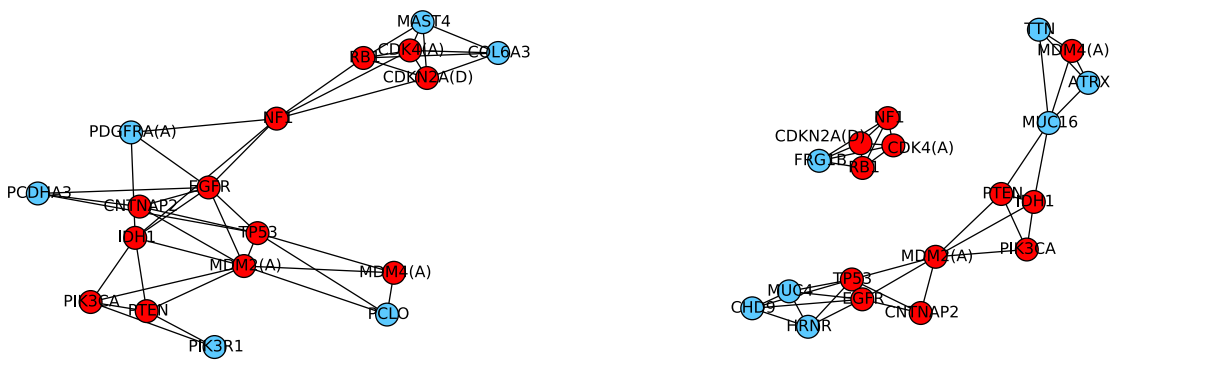 MAST4
RB1
CDK4(A)
COL6A3
CDKN2A(D)
NF1
PDGFRA(A)
EGFR
PCDHA3
CNTNAP2
TP53
IDH1
MDM2(A)
MDM4(A)
PIK3CA
PTEN
PCLO
PIK3R1
TTN
MDM4(A)
ATRX
MUC16
NF1
CDKN2A(D)
CDK4(A)
FRG1B
RB1
PTEN
IDH1
PIK3CA
MDM2(A)
TP53
MUC4
EGFR
CHD9
CNTNAP2
HRNR